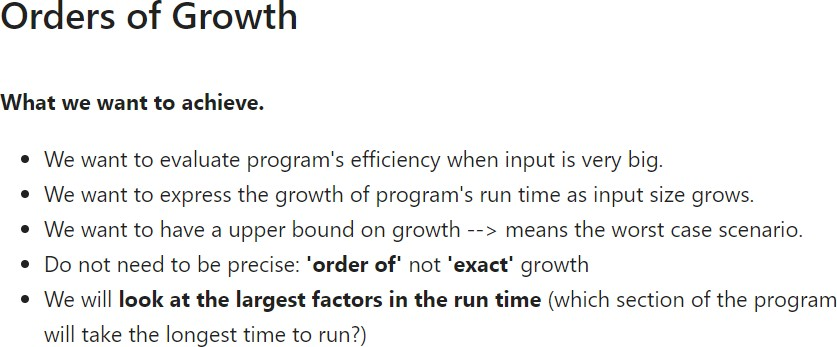 Orders of Growth
What we want to achieve.
• We want to evaluate program's efficiency when input is very big.
• We want to express the growth of program's run time as input size grows.
• We want to have a upper bound on growth --> means the worst case scenario.
• Do not need to be precise: 'order of' not 'exact' growth
• We will look at the largest factors in the run time (which section of the program
will take the longest time to run?)